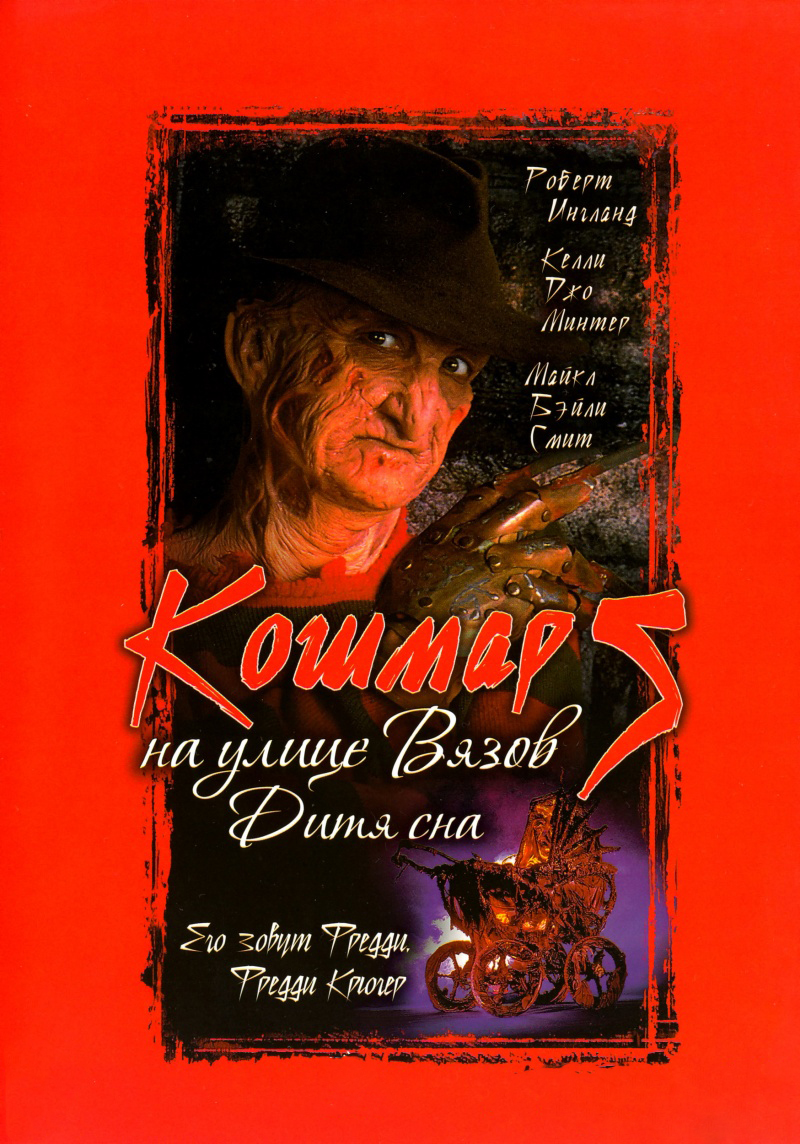 Роберт
Ингланд
Келли
Джо
Минтер
Майкл
Бэйли
Смит
Кошмар 5
на улице Вязов
Дитя сна
Его зовут Фредди.
Фредди Крюгер